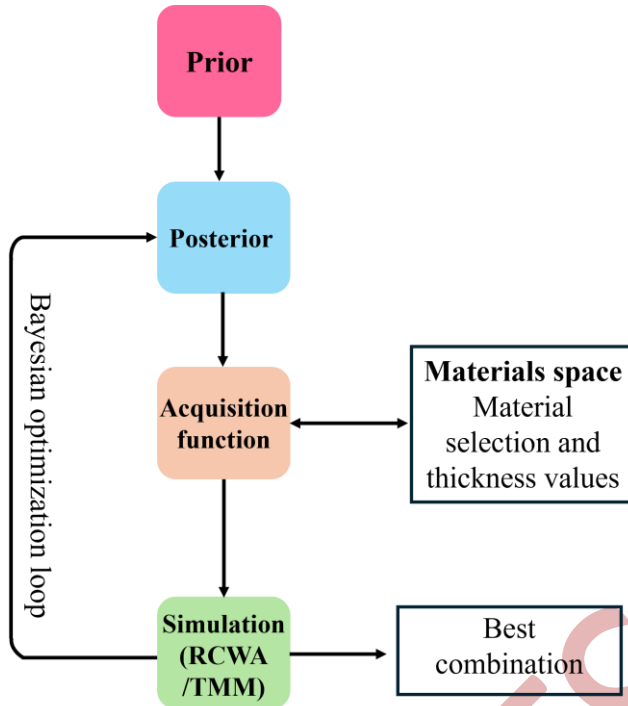 Prior
Posterior
Bayesian optimization loop
Acquisition
function
Materials space
Material
selection and
thickness values
Simulation
(RCWA
/TMM)
Best
combination